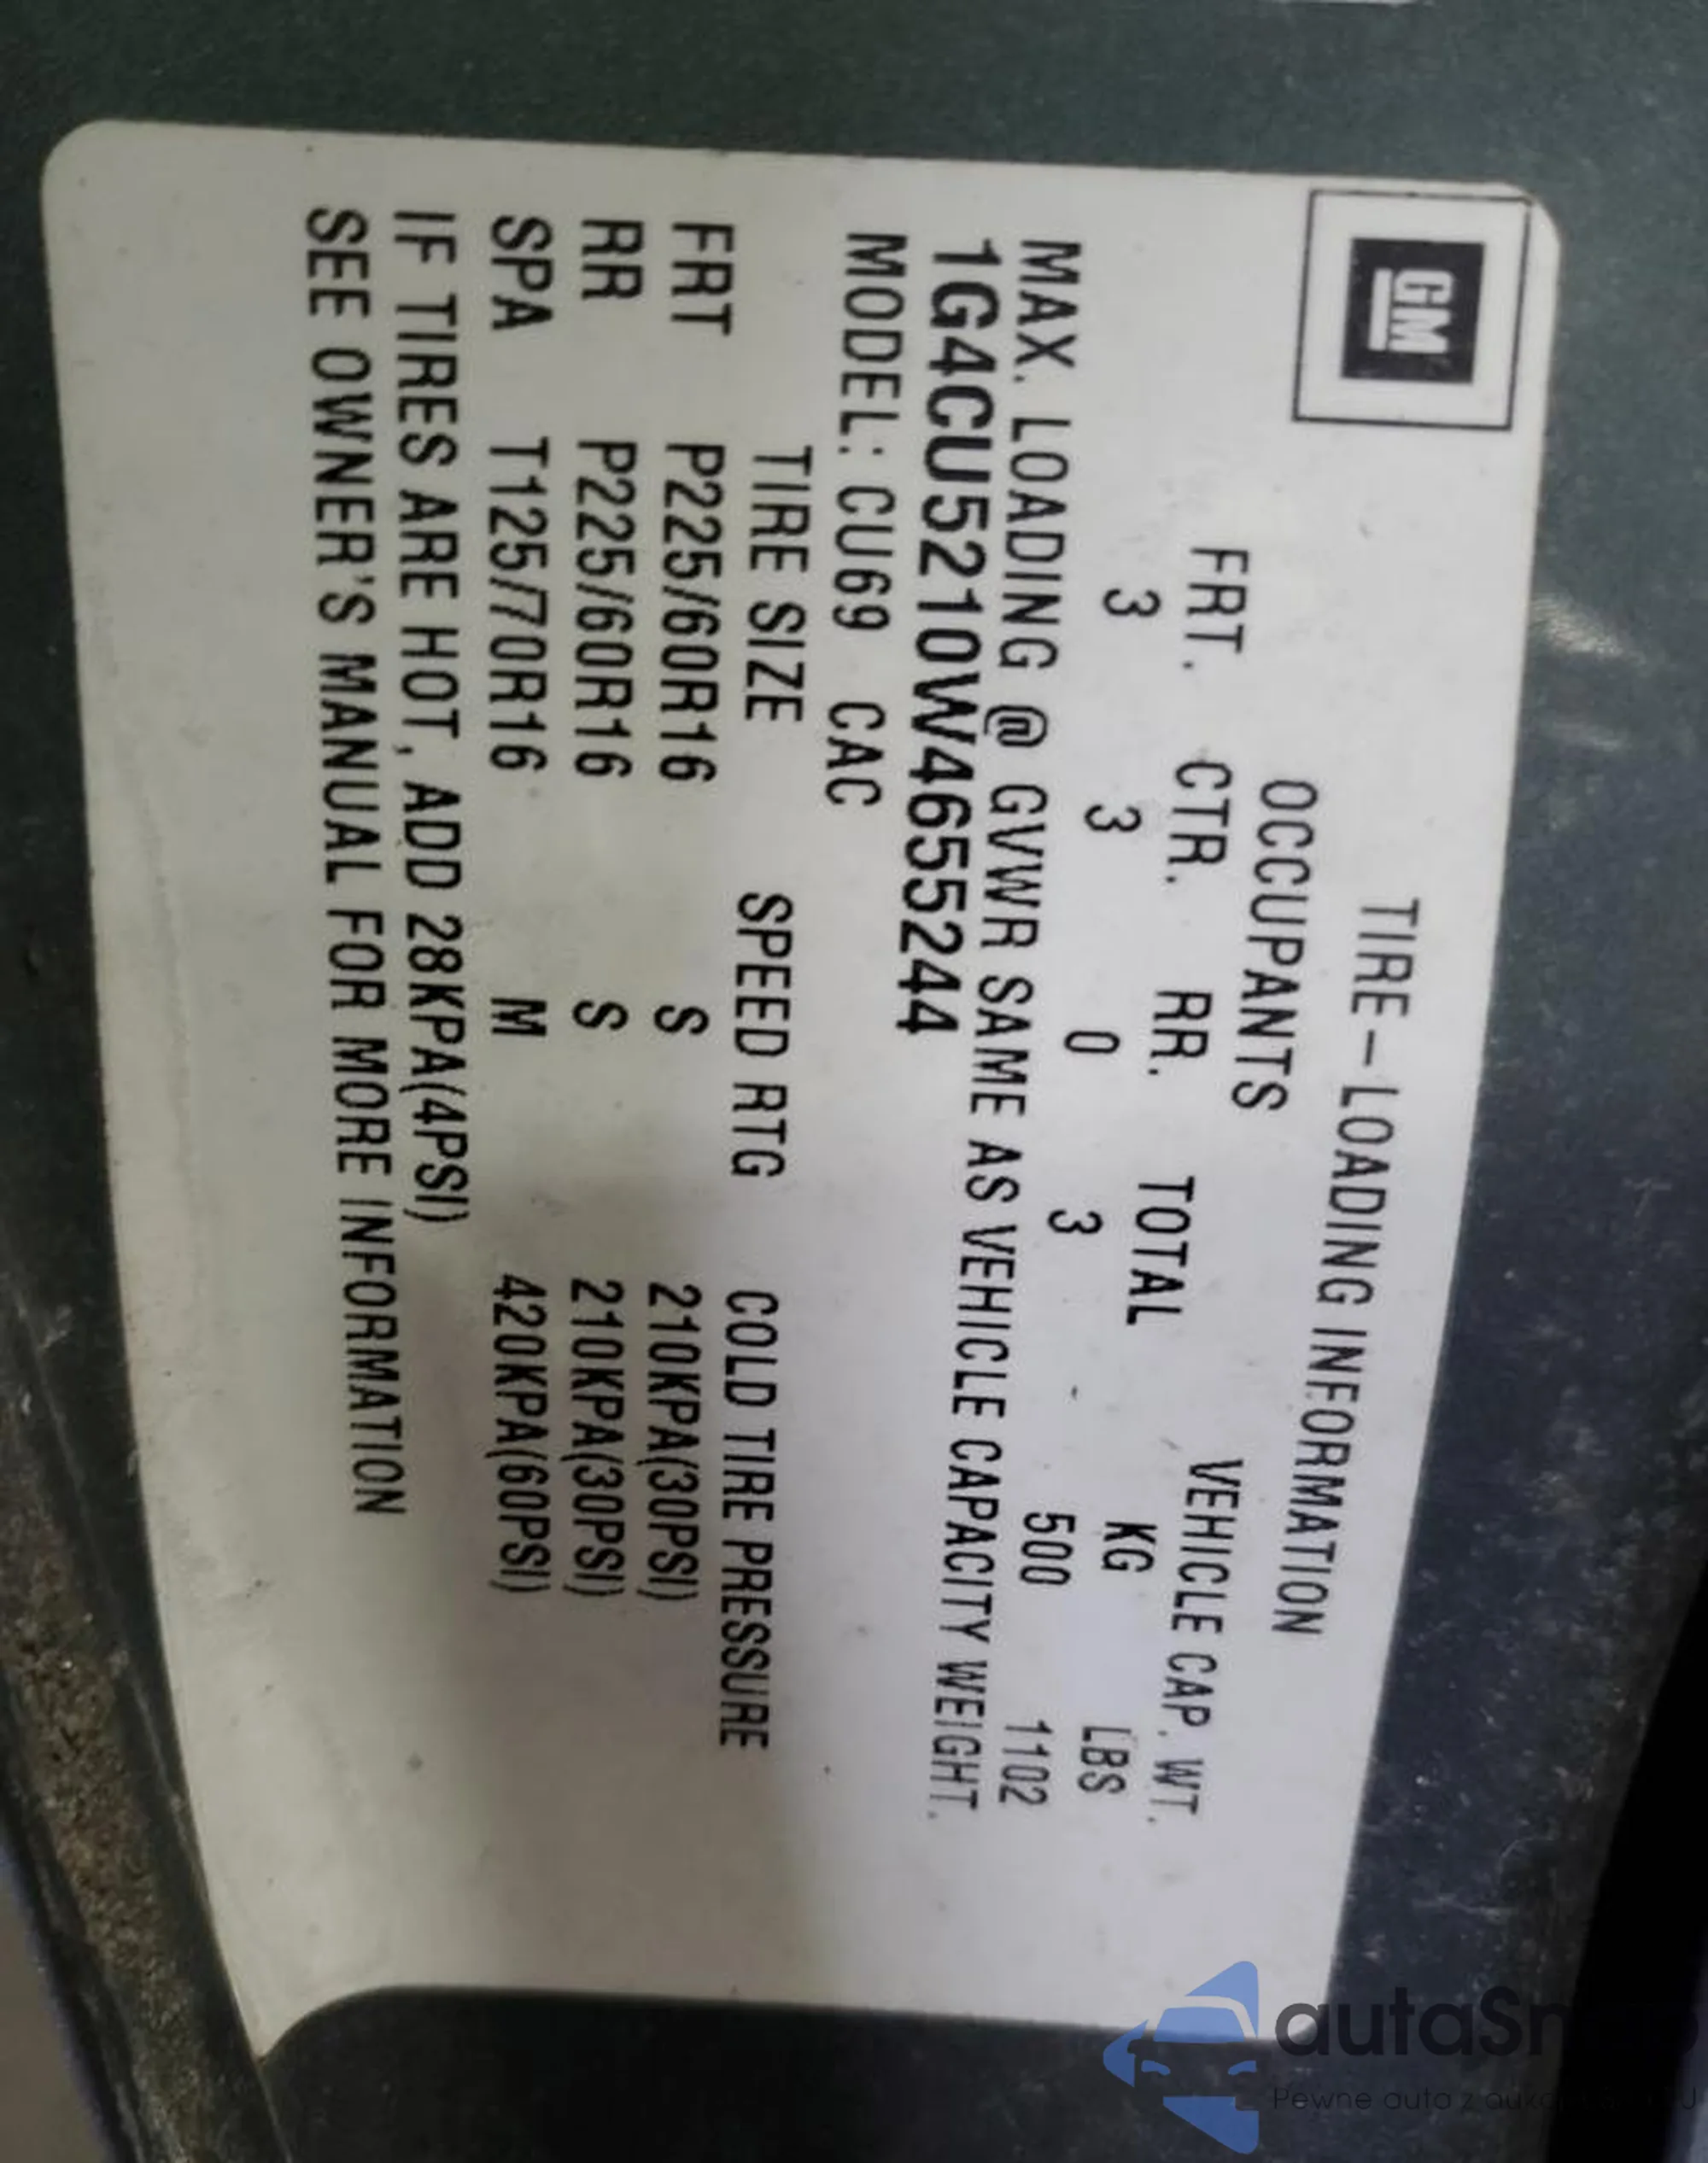 GM
TIRE-LOADING INFORMATION
OCCUPANTS VEHICLE CAP. WT.
FRT. CTR. RR. TOTAL KG LBS
3 3 0 3 500 1102
MAX. LOADING @ GVWR SAME AS VEHICLE CAPACITY WEIGHT.
1G4CU5210W4655244
MODEL: CU69 CAC
TIRE SIZE SPEED RTG COLD TIRE PRESSURE
FRT P225/60R16 S 210KPA(30PSI)
RR P225/60R16 S 210KPA(30PSI)
SPA T125/70R16 M 420KPA(60PSI)
IF TIRES ARE HOT, ADD 28KPA(4PSI)
SEE OWNER'S MANUAL FOR MORE INFORMATION
Pewne auto z